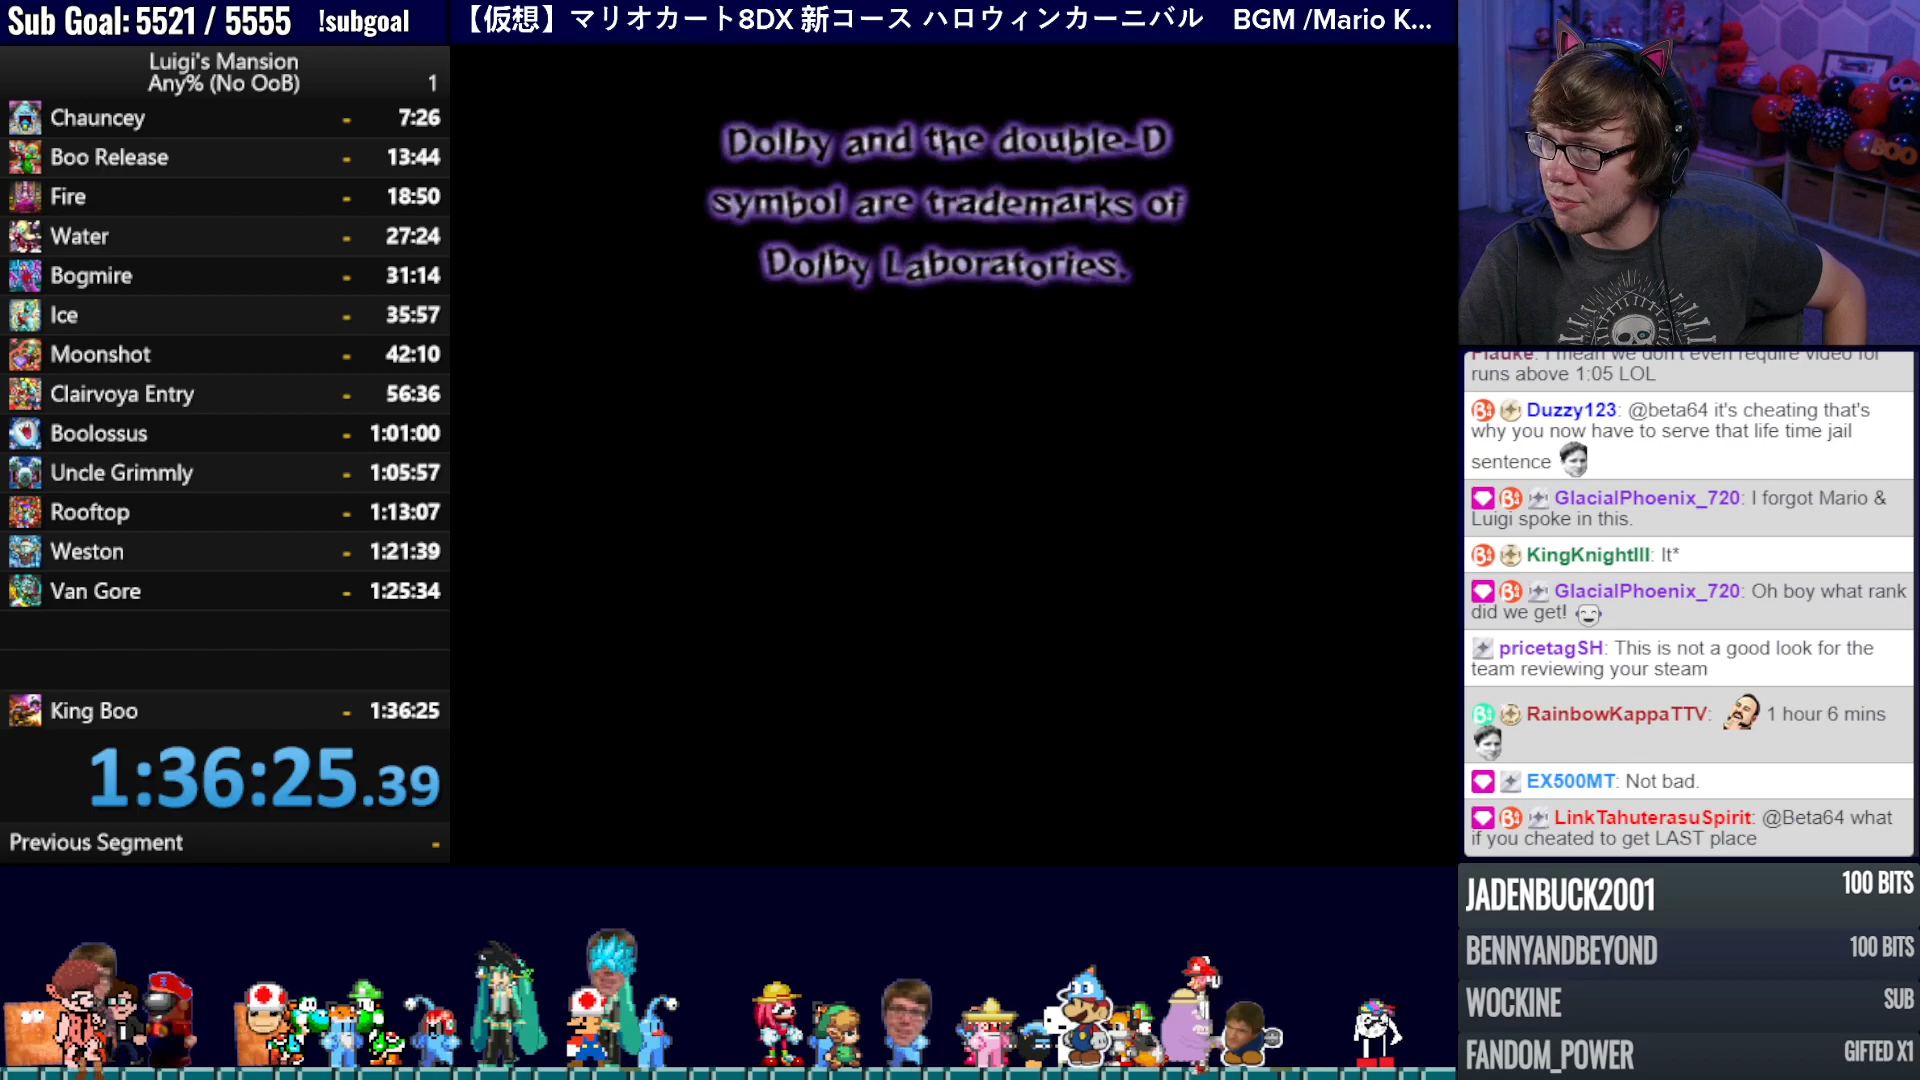 Sub Goal: 5521 / 5555 !subgoal
【仮想】マリオカート8DX 新コース ハロウィンカーニバル BGM /Mario K...
Luigi's Mansion
Any% (No OoB) 1
Chauncey - 7:26
Boo Release - 13:44
Fire - 18:50
Water - 27:24
Bogmire - 31:14
Ice - 35:57
Moonshot - 42:10
Clairvoya Entry - 56:36
Boolossus - 1:01:00
Uncle Grimmly - 1:05:57
Rooftop - 1:13:07
Weston - 1:21:39
Van Gore - 1:25:34
King Boo - 1:36:25
1:36:25.39
Previous Segment -
Dolby and the double-D
symbol are trademarks of
Dolby Laboratories.
Flauke: I mean we don't even require video for
runs above 1:05 LOL
Duzzy123: @beta64 it's cheating that's
why you now have to serve that life time jail
sentence
GlacialPhoenix_720: I forgot Mario &
Luigi spoke in this.
KingKnightIII: It*
GlacialPhoenix_720: Oh boy what rank
did we get!
pricetagSH: This is not a good look for the
team reviewing your steam
RainbowKappaTTV: 1 hour 6 mins
EX500MT: Not bad.
LinkTahuterasuSpirit: @Beta64 what
if you cheated to get LAST place
JADENBUCK2001 100 BITS
BENNYANDBEYOND 100 BITS
WOCKINE SUB
FANDOM_POWER GIFTED X1
BOO